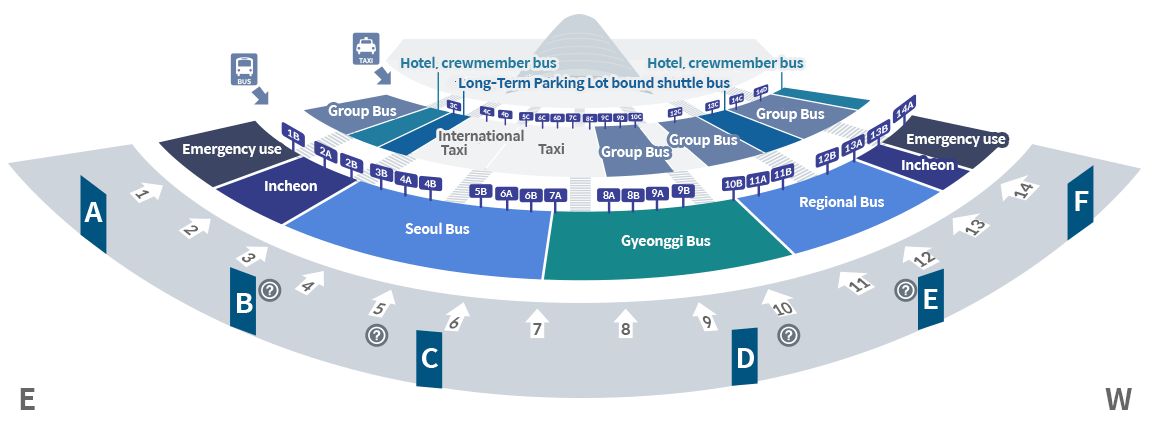 TAXI
BUS
Hotel, crewmember bus
Hotel, crewmember bus
Long-Term Parking Lot bound shuttle bus
Group Bus
3C
4C
4D
5C
6C
6D
7C
8C
9C
9D
10C
12C
13C
14C
14D
Group Bus
International
Taxi
Taxi
Group Bus
Group Bus
Emergency use
1B
2A
2B
3B
4A
4B
5B
6A
6B
7A
8A
8B
9A
9B
10B
11A
11B
12B
13A
13B
14A
Emergency use
Incheon
Incheon
Seoul Bus
Gyeonggi Bus
Regional Bus
A
B
C
D
E
F
1
2
3
4
5
6
7
8
9
10
11
12
13
14
?
?
?
?
E
W